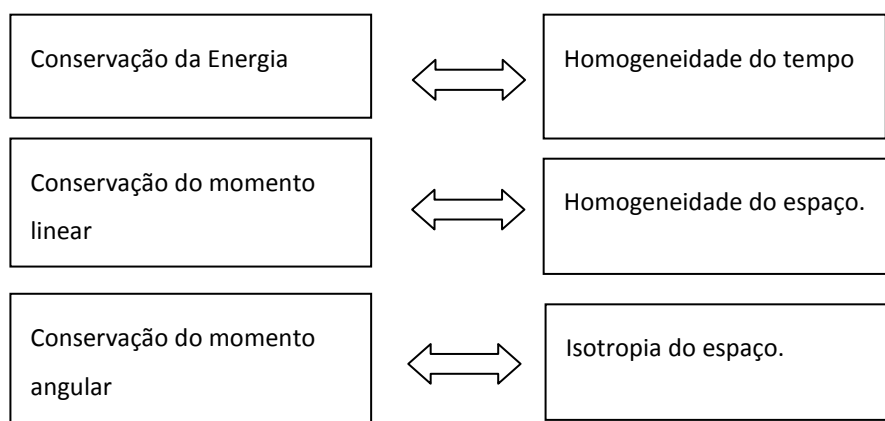 Conservação da Energia
Homogeneidade do tempo
Conservação do momento
linear
Homogeneidade do espaço.
Conservação do momento
angular
Isotropia do espaço.